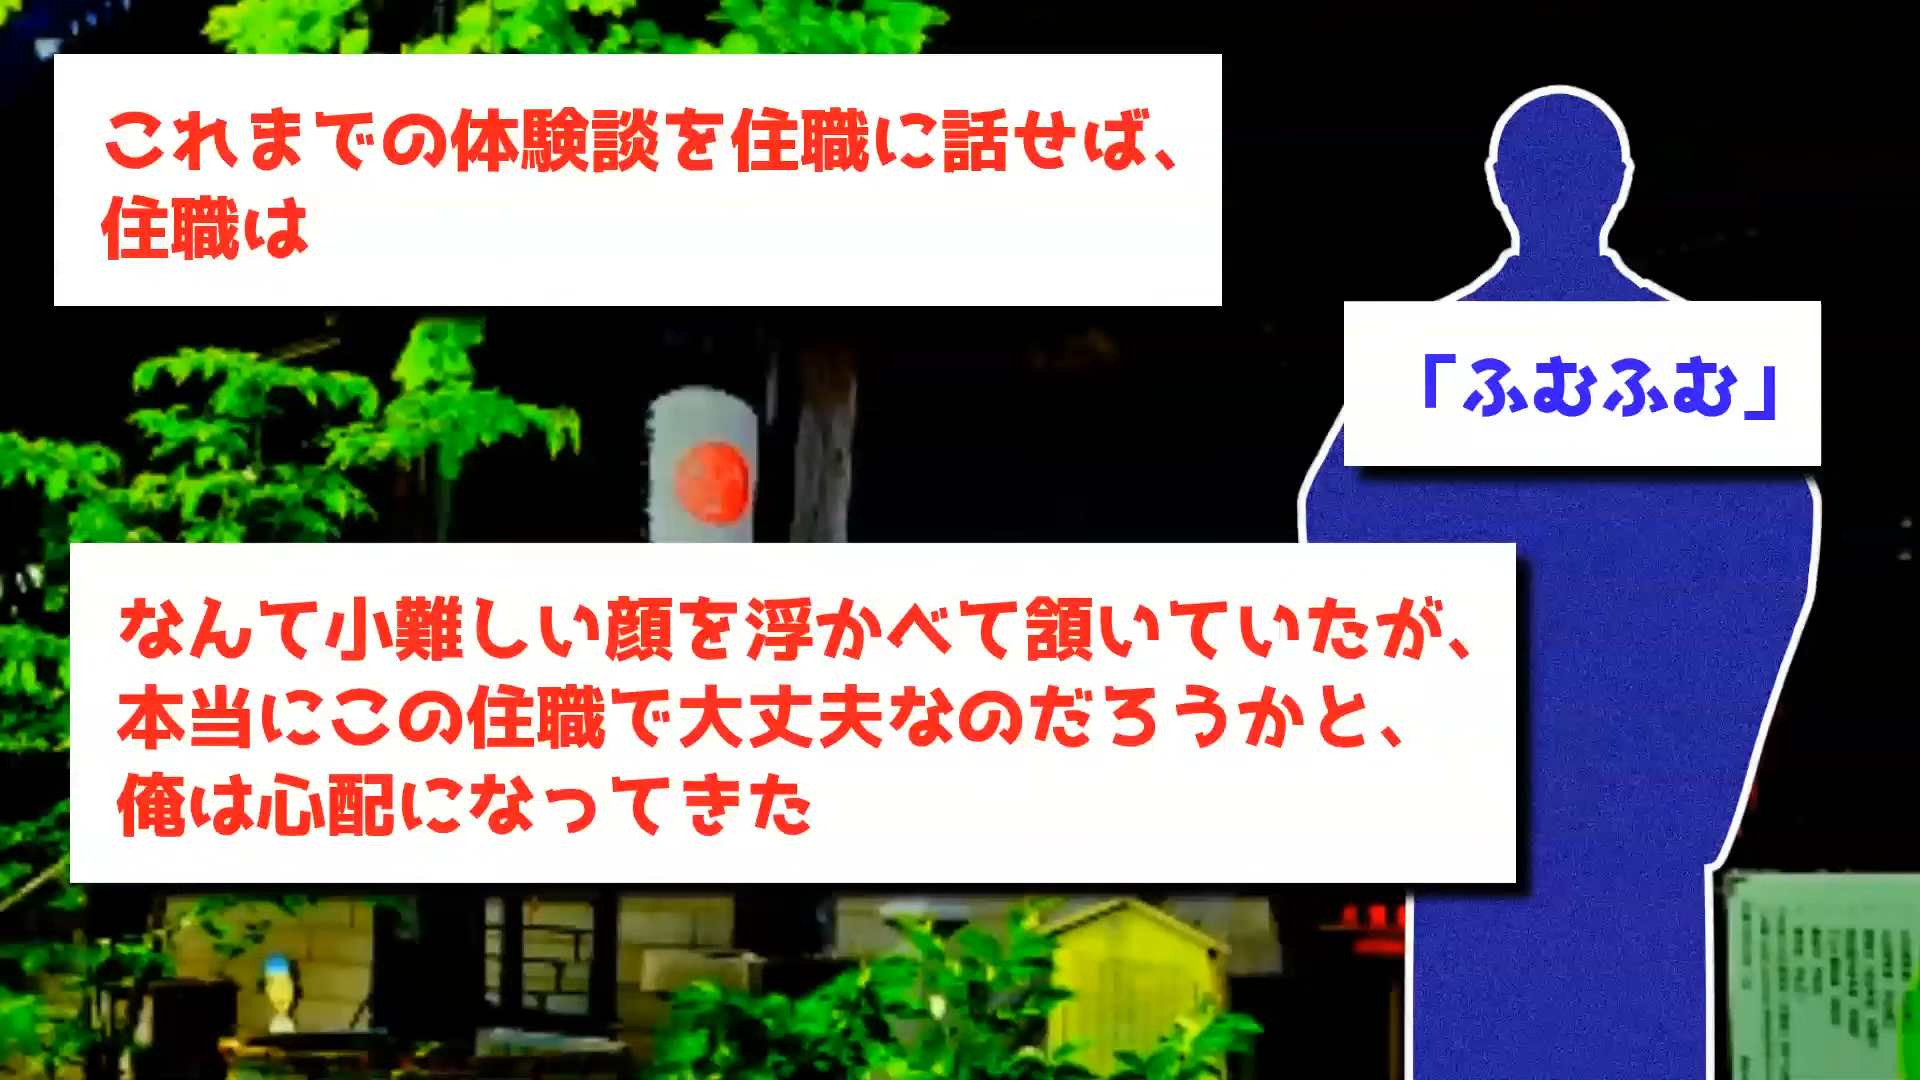 これまでの体験談を住職に話せば、
住職は
「ふむふむ」
なんて小難しい顔を浮かべて頷いていたが、
本当にこの住職で大丈夫なのだろうかと、
俺は心配になってきた